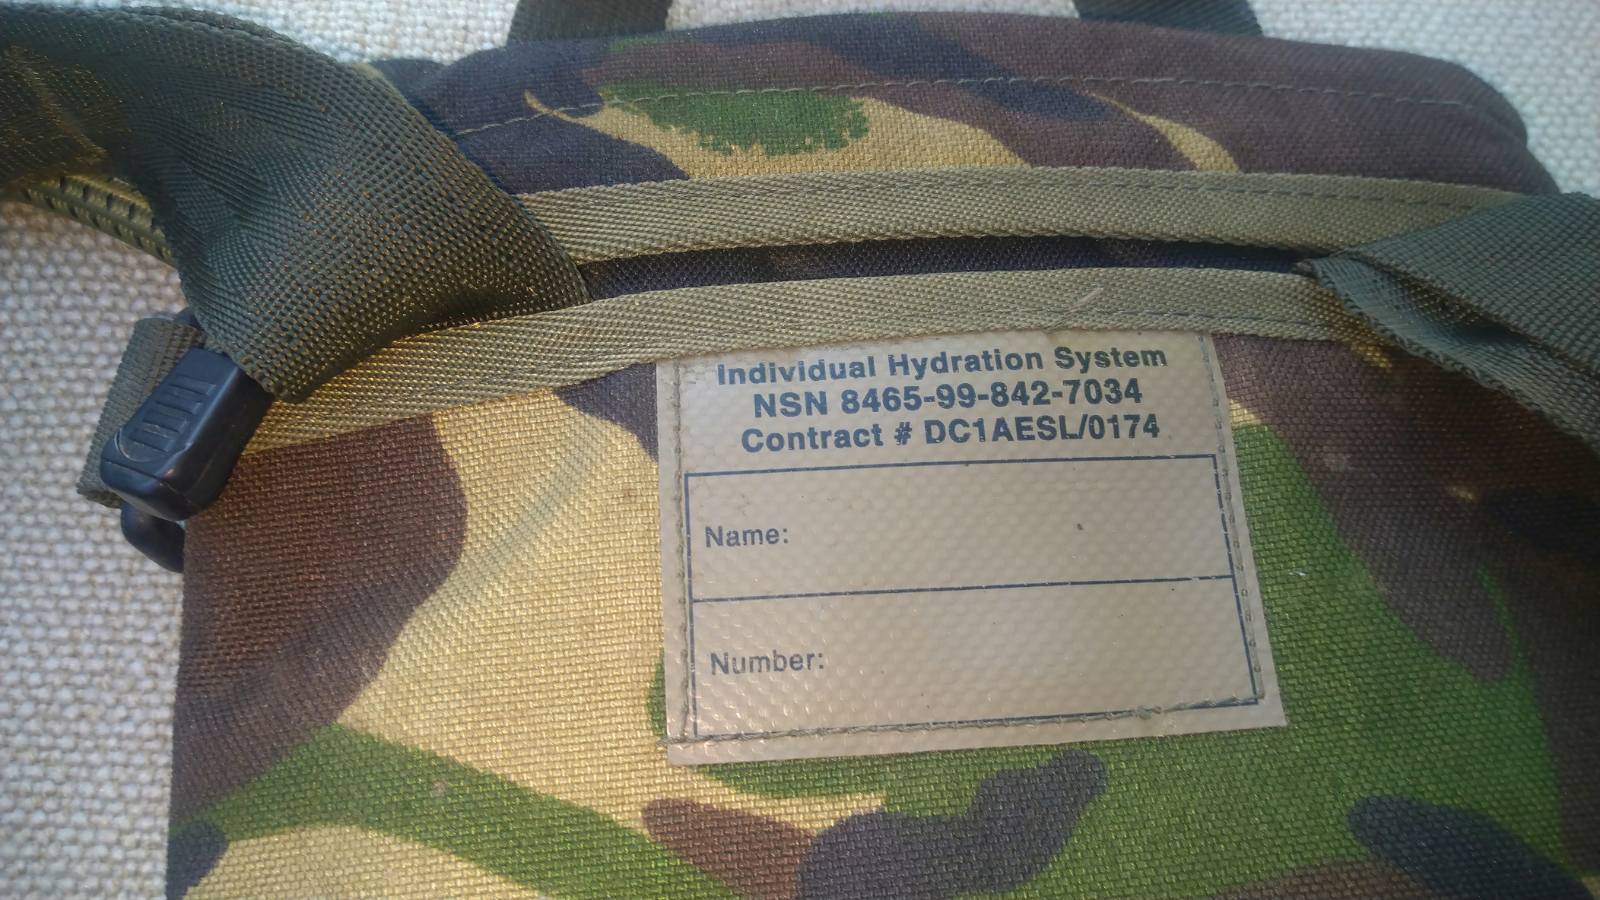 Individual Hydration System
NSN 8465-99-842-7034
Contract # DC1AESL/0174
Name:
Number: